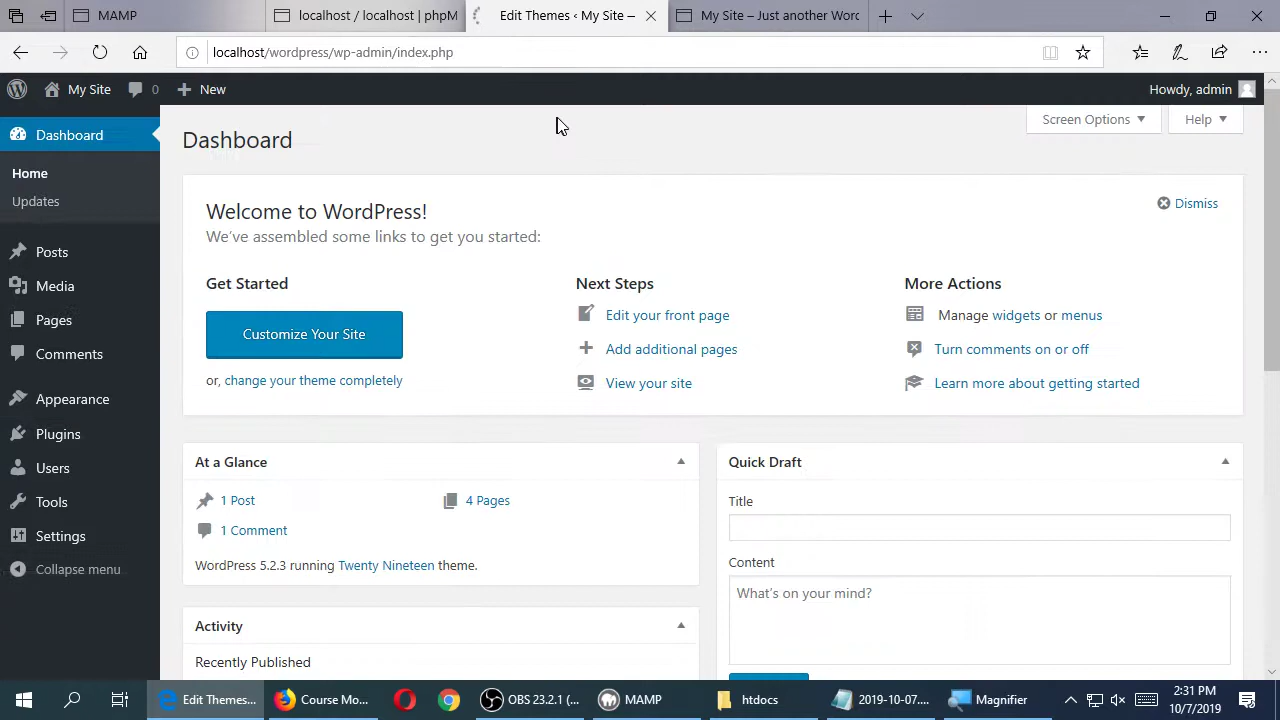 MAMP
localhost / localhost | phpM
Edit Themes ‹ My Site —
My Site – Just another Worc
localhost/wordpress/wp-admin/index.php
My Site
0
New
Howdy, admin
Dashboard
Home
Updates
Posts
Media
Pages
Comments
Appearance
Plugins
Users
Tools
Settings
Collapse menu
Screen Options
Help
Dashboard
Welcome to WordPress!
We've assembled some links to get you started:
Dismiss
Get Started
Customize Your Site
or, change your theme completely
Next Steps
Edit your front page
Add additional pages
View your site
More Actions
Manage widgets or menus
Turn comments on or off
Learn more about getting started
At a Glance
1 Post
4 Pages
1 Comment
WordPress 5.2.3 running Twenty Nineteen theme.
Activity
Recently Published
Quick Draft
Title
Content
What's on your mind?
Edit Themes...
Course Mo...
OBS 23.2.1 (...
MAMP
htdocs
2019-10-07....
Magnifier
2:31 PM
10/7/2019